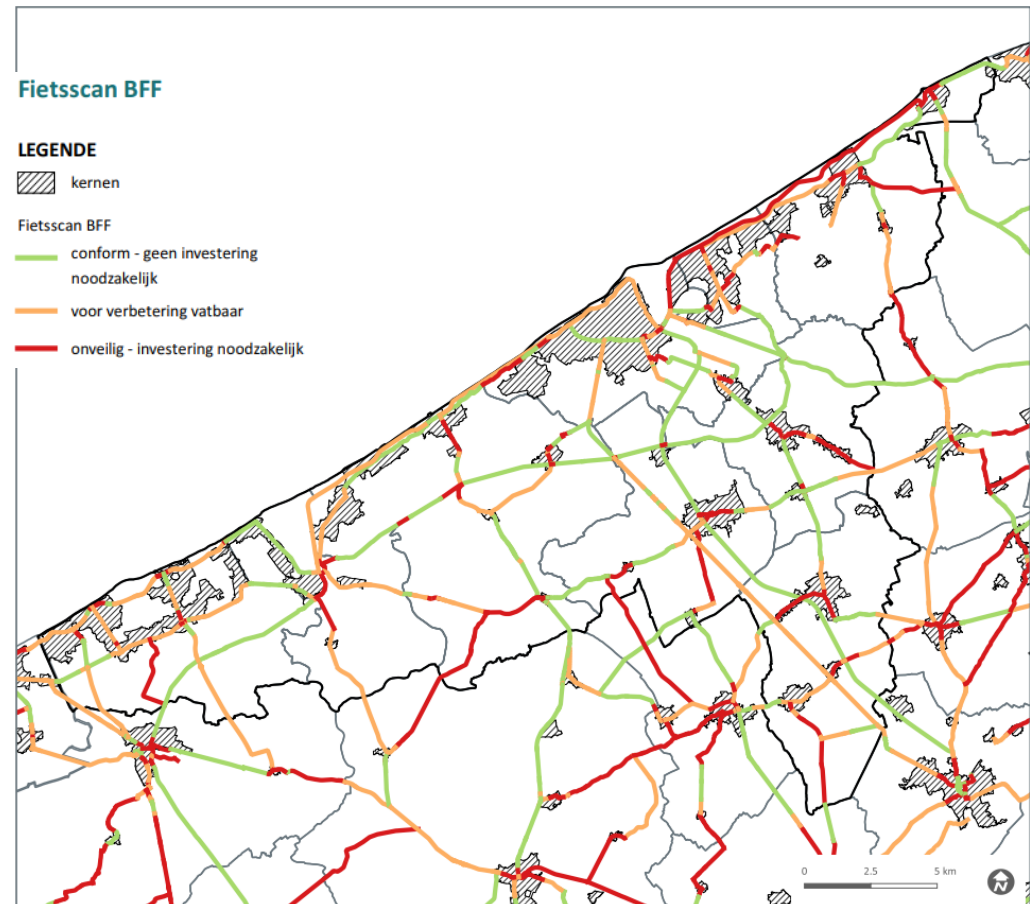 Fietsscan BFF
LEGENDE
kernen
Fietsscan BFF
conform - geen investering
noodzakelijk
voor verbetering vatbaar
onveilig - investering noodzakelijk
0 2.5 5 km
N